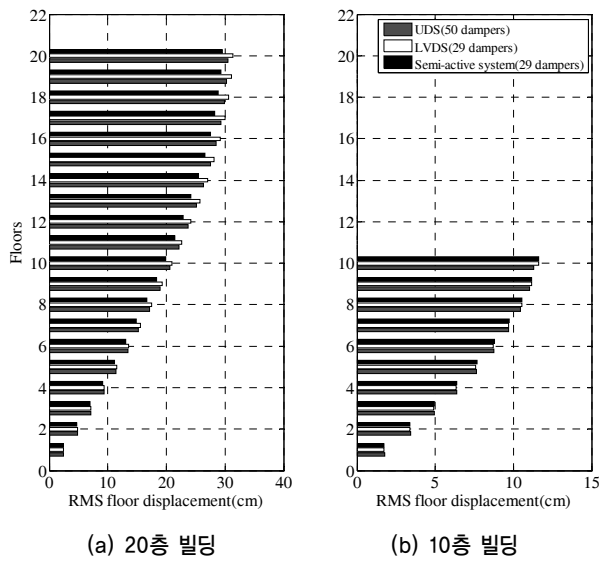 22
20
18
16
14
12
10
8
6
4
2
0
Floors
0 10 20 30 40
RMS floor displacement(cm)
(a) 20층 빌딩
22
20
18
16
14
12
10
8
6
4
2
0
UDS(50 dampers)
LVDS(29 dampers)
Semi-active system(29 dampers)
0 5 10 15
RMS floor displacement(cm)
(b) 10층 빌딩